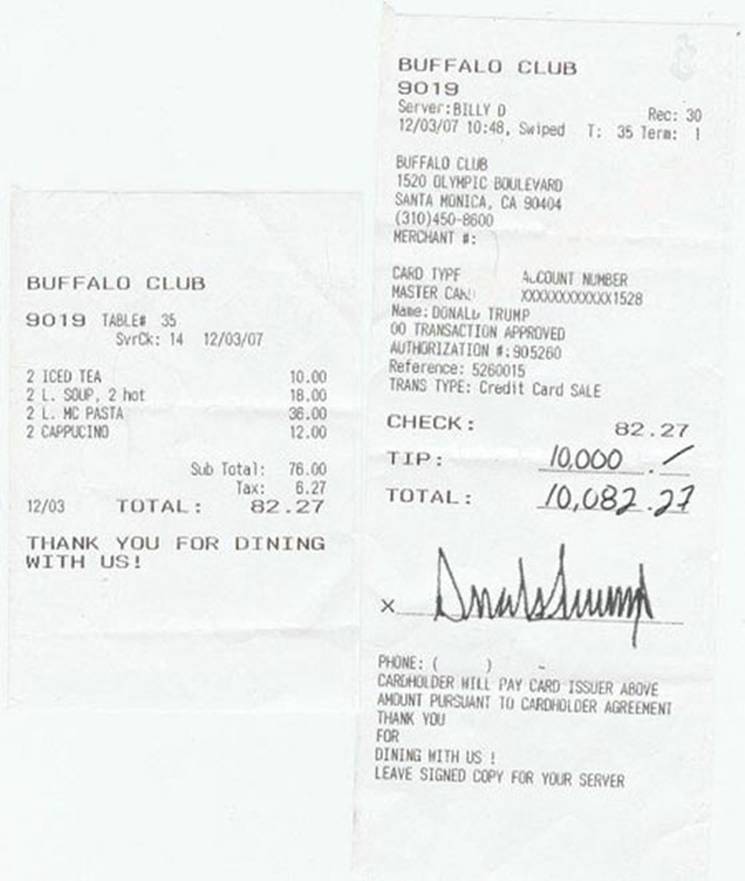 BUFFALO CLUB
9019 TABLE# 35
SvrCk: 14 12/03/07
2 ICED TEA 10.00
2 L. SOUP, 2 hot 18.00
2 L. MC PASTA 36.00
2 CAPPUCINO 12.00
Sub Total: 76.00
Tax: 6.27
12/03 TOTAL: 82.27
THANK YOU FOR DINING
WITH US!
BUFFALO CLUB
9019
Server:BILLY D Rec: 30
12/03/07 10:48, Swiped T: 35 Term: 1
BUFFALO CLUB
1520 OLYMPIC BOULEVARD
SANTA MONICA, CA 90404
(310)450-8600
MERCHANT #:
CARD TYPE ACCOUNT NUMBER
MASTER CARD XXXXXXXXXXXX1528
Name: DONALD TRUMP
00 TRANSACTION APPROVED
AUTHORIZATION #: 905260
Reference: 5260015
TRANS TYPE: Credit Card SALE
CHECK: 82.27
TIP: 10,000 ./
TOTAL: 10,082.27
X Donald Trump
PHONE: ( ) -
CARDHOLDER WILL PAY CARD ISSUER ABOVE
AMOUNT PURSUANT TO CARDHOLDER AGREEMENT
THANK YOU
FOR
DINING WITH US !
LEAVE SIGNED COPY FOR YOUR SERVER